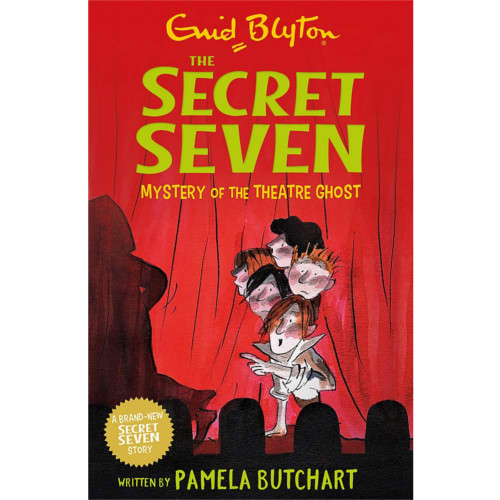 Enid Blyton®
THE
SECRET
SEVEN
MYSTERY OF THE THEATRE GHOST
A BRAND-NEW
SECRET
SEVEN
STORY
WRITTEN BY PAMELA BUTCHART